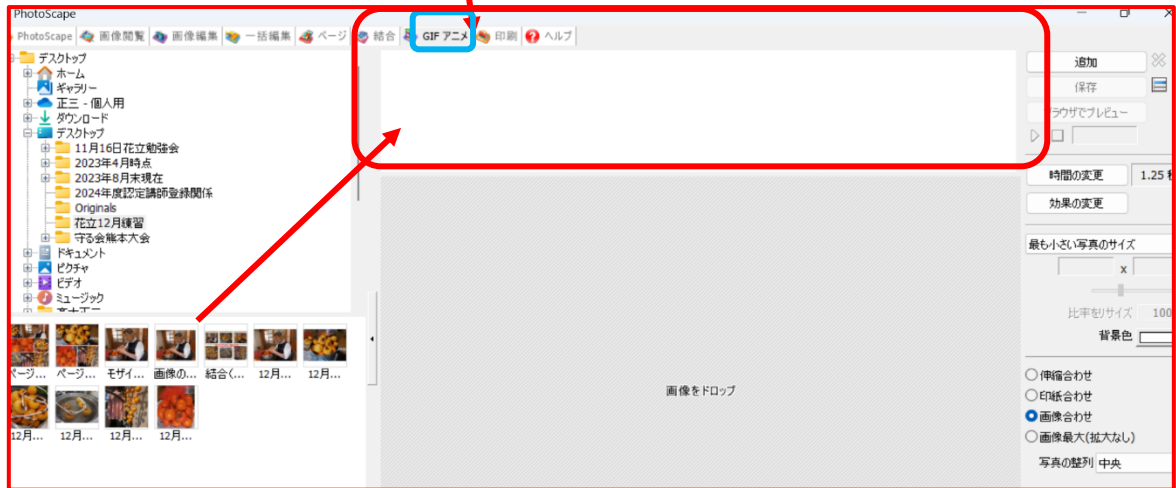 PhotoScape
PhotoScape 画像閲覧 画像編集 一括編集 ページ 結合 GIF アニメ 印刷 ヘルプ
デスクトップ
ホーム
ギャラリー
正三 - 個人用
ダウンロード
デスクトップ
11月16日花立勉強会
2023年4月時点
2023年8月末現在
2024年度認定講師登録関係
Originals
花立12月練習
守る会熊本大会
ドキュメント
ピクチャ
ビデオ
ミュージック
ページ... ページ... モザイ... 画像の... 結合(... 12月... 12月...
12月... 12月... 12月... 12月...
画像をドロップ
追加
保存
ブラウザでプレビュー
時間の変更 1.25 秒
効果の変更
最も小さい写真のサイズ
x
比率をリサイズ 100
背景色
伸縮合わせ
印紙合わせ
画像合わせ
画像最大(拡大なし)
写真の整列 中央